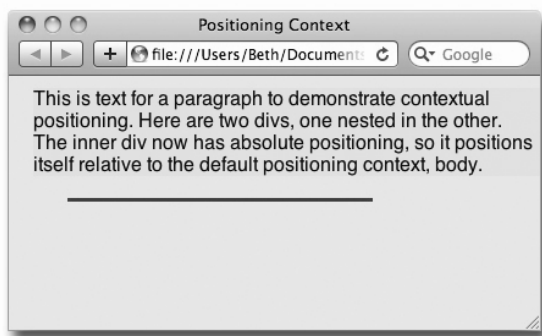 Positioning Context
file:///Users/Beth/Document Google
This is text for a paragraph to demonstrate contextual
positioning. Here are two divs, one nested in the other.
The inner div now has absolute positioning, so it positions
itself relative to the default positioning context, body.